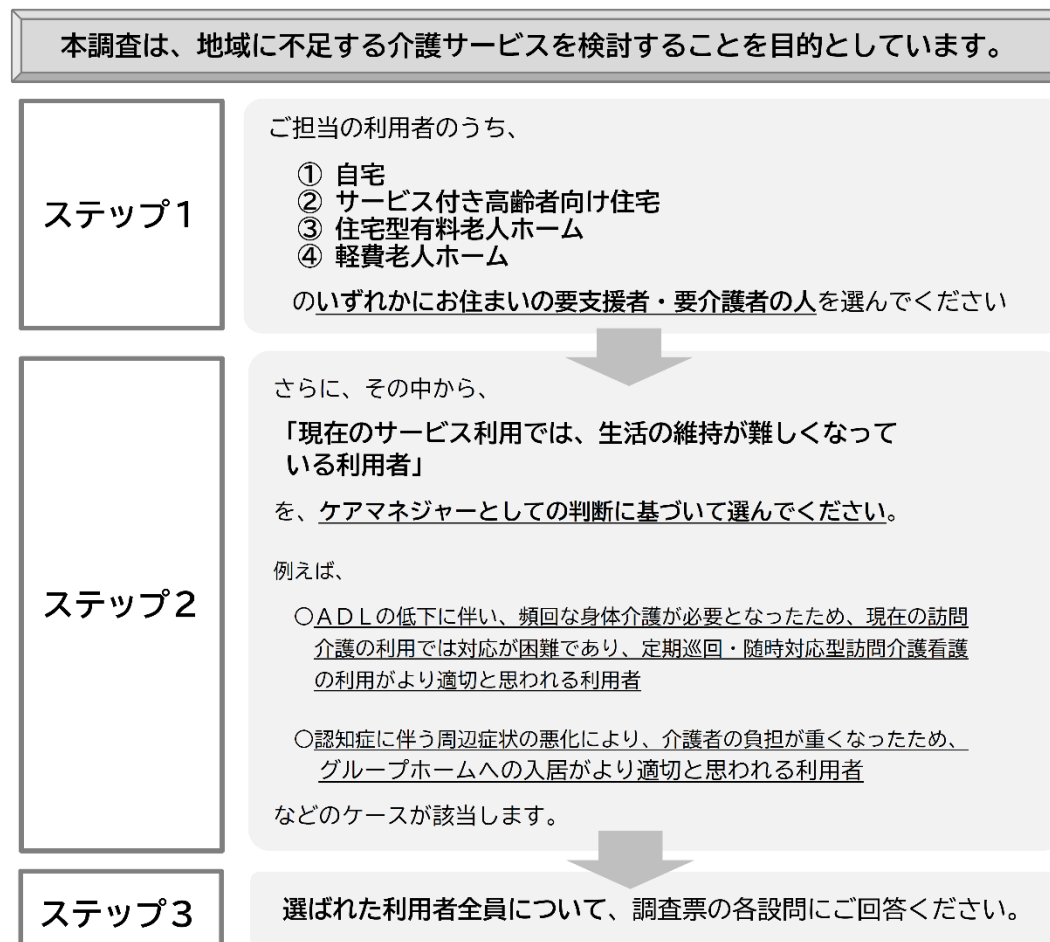 本調査は、地域に不足する介護サービスを検討することを目的としています。
ステップ1
ご担当の利用者のうち、
① 自宅
② サービス付き高齢者向け住宅
③ 住宅型有料老人ホーム
④ 軽費老人ホーム
のいずれかにお住まいの要支援者・要介護者の人を選んでください
ステップ2
さらに、その中から、
「現在のサービス利用では、生活の維持が難しくなって
いる利用者」
を、ケアマネジャーとしての判断に基づいて選んでください。
例えば、
○ＡＤＬの低下に伴い、頻回な身体介護が必要となったため、現在の訪問
介護の利用では対応が困難であり、定期巡回・随時対応型訪問介護看護
の利用がより適切と思われる利用者
○認知症に伴う周辺症状の悪化により、介護者の負担が重くなったため、
グループホームへの入居がより適切と思われる利用者
などのケースが該当します。
ステップ3
選ばれた利用者全員について、調査票の各設問にご回答ください。